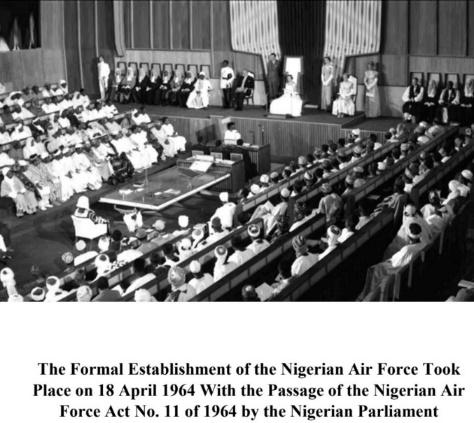 The Formal Establishment of the Nigerian Air Force Took
Place on 18 April 1964 With the Passage of the Nigerian Air
Force Act No. 11 of 1964 by the Nigerian Parliament